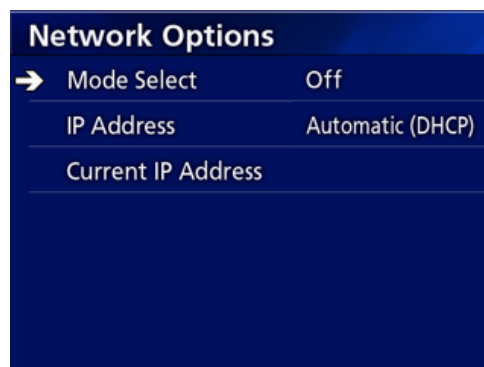 Network Options
Mode Select Off
IP Address Automatic (DHCP)
Current IP Address